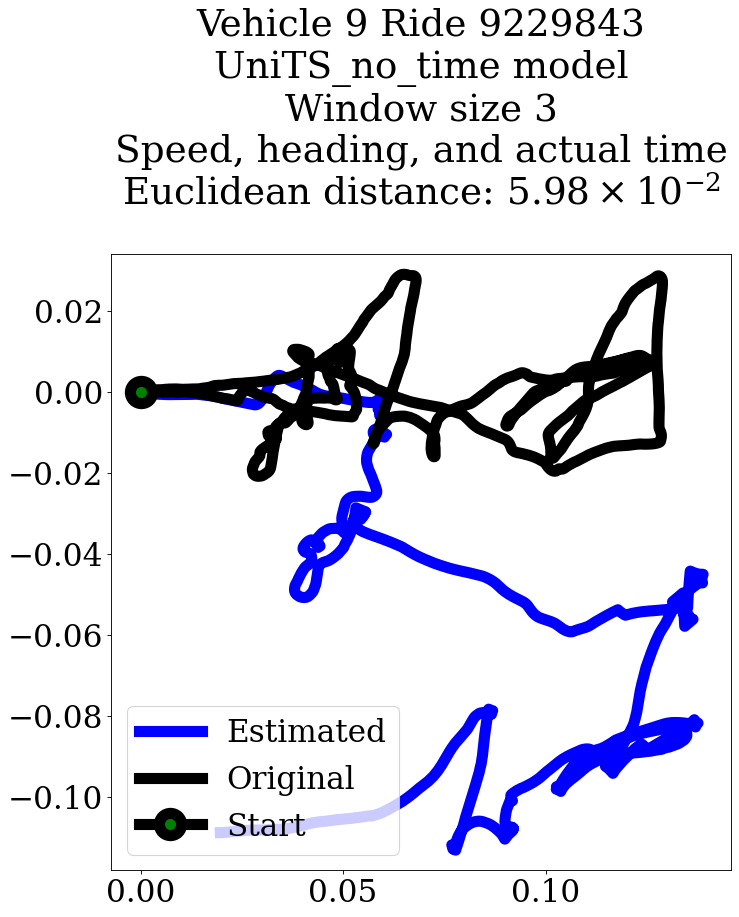 Vehicle 9 Ride 9229843
UniTS_no_time model
Window size 3
Speed, heading, and actual time
Euclidean distance: 5.98 × 10⁻²
0.02
0.00
−0.02
−0.04
−0.06
−0.08
−0.10
Estimated
Original
Start
0.00 0.05 0.10